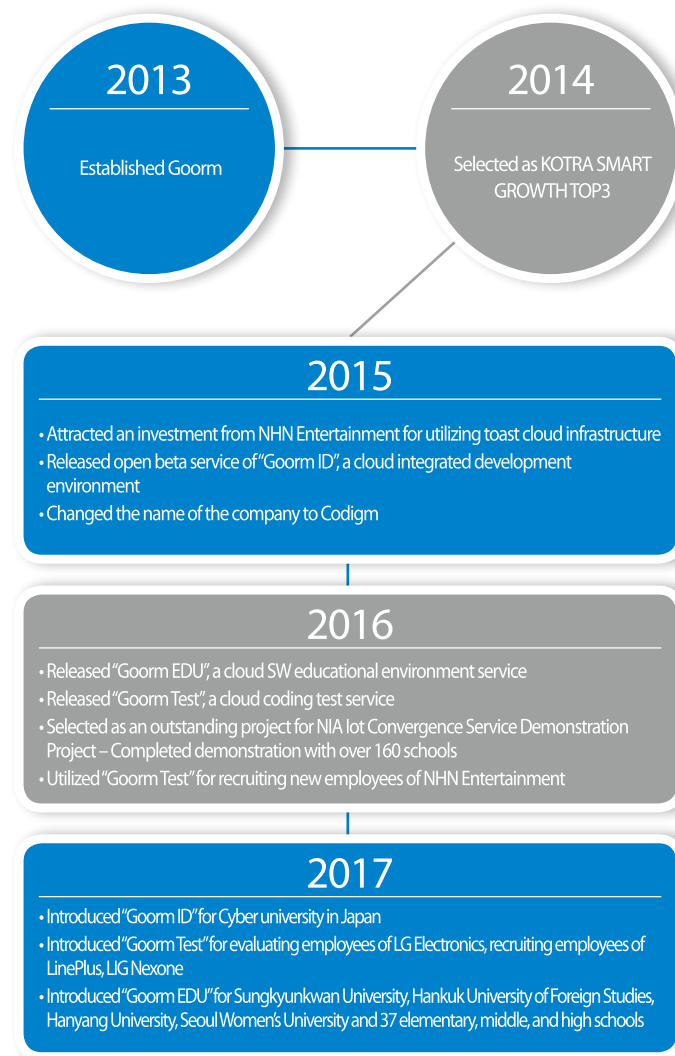 2013
Established Goorm
2014
Selected as KOTRA SMART
GROWTH TOP3
2015
• Attracted an investment from NHN Entertainment for utilizing toast cloud infrastructure
• Released open beta service of “Goorm ID”, a cloud integrated development
environment
• Changed the name of the company to Codigm
2016
• Released “Goorm EDU”, a cloud SW educational environment service
• Released “Goorm Test”, a cloud coding test service
• Selected as an outstanding project for NIA Iot Convergence Service Demonstration
Project – Completed demonstration with over 160 schools
• Utilized “Goorm Test” for recruiting new employees of NHN Entertainment
2017
• Introduced “Goorm ID” for Cyber university in Japan
• Introduced “Goorm Test” for evaluating employees of LG Electronics, recruiting employees of
LinePlus, LIG Nexone
• Introduced “Goorm EDU” for Sungkyunkwan University, Hankuk University of Foreign Studies,
Hanyang University, Seoul Women’s University and 37 elementary, middle, and high schools